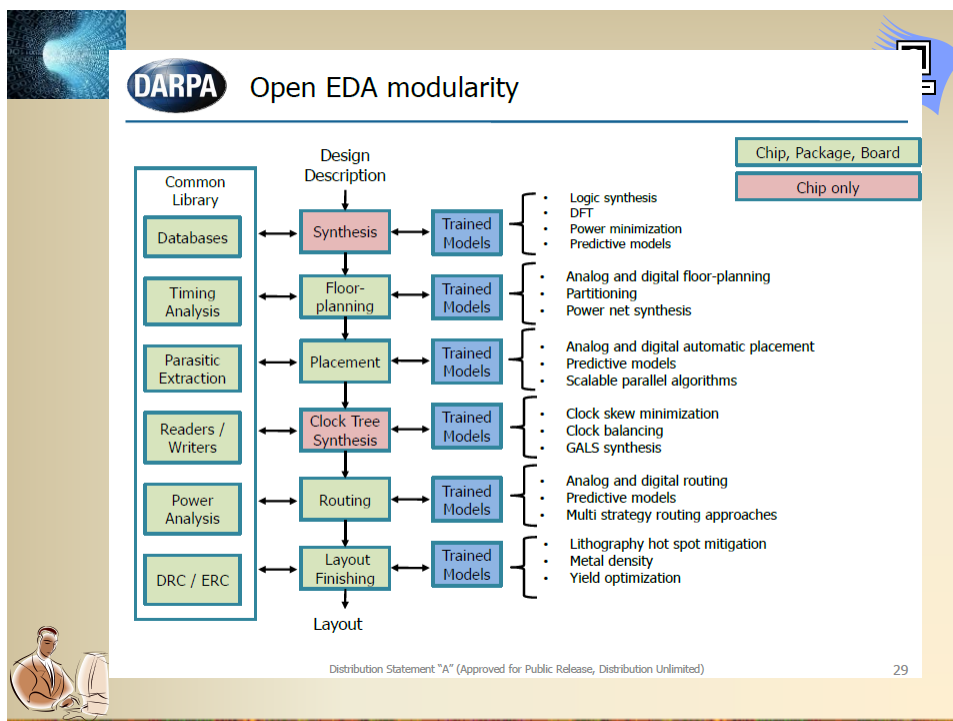 DARPA
Open EDA modularity
Chip, Package, Board
Chip only
Design
Description
Common
Library
Databases
Timing
Analysis
Parasitic
Extraction
Readers /
Writers
Power
Analysis
DRC / ERC
Synthesis
Trained
Models
• Logic synthesis
• DFT
• Power minimization
• Predictive models
Floor-
planning
Trained
Models
• Analog and digital floor-planning
• Partitioning
• Power net synthesis
Placement
Trained
Models
• Analog and digital automatic placement
• Predictive models
• Scalable parallel algorithms
Clock Tree
Synthesis
Trained
Models
• Clock skew minimization
• Clock balancing
• GALS synthesis
Routing
Trained
Models
• Analog and digital routing
• Predictive models
• Multi strategy routing approaches
Layout
Finishing
Trained
Models
• Lithography hot spot mitigation
• Metal density
• Yield optimization
Layout
Distribution Statement “A” (Approved for Public Release, Distribution Unlimited)
29